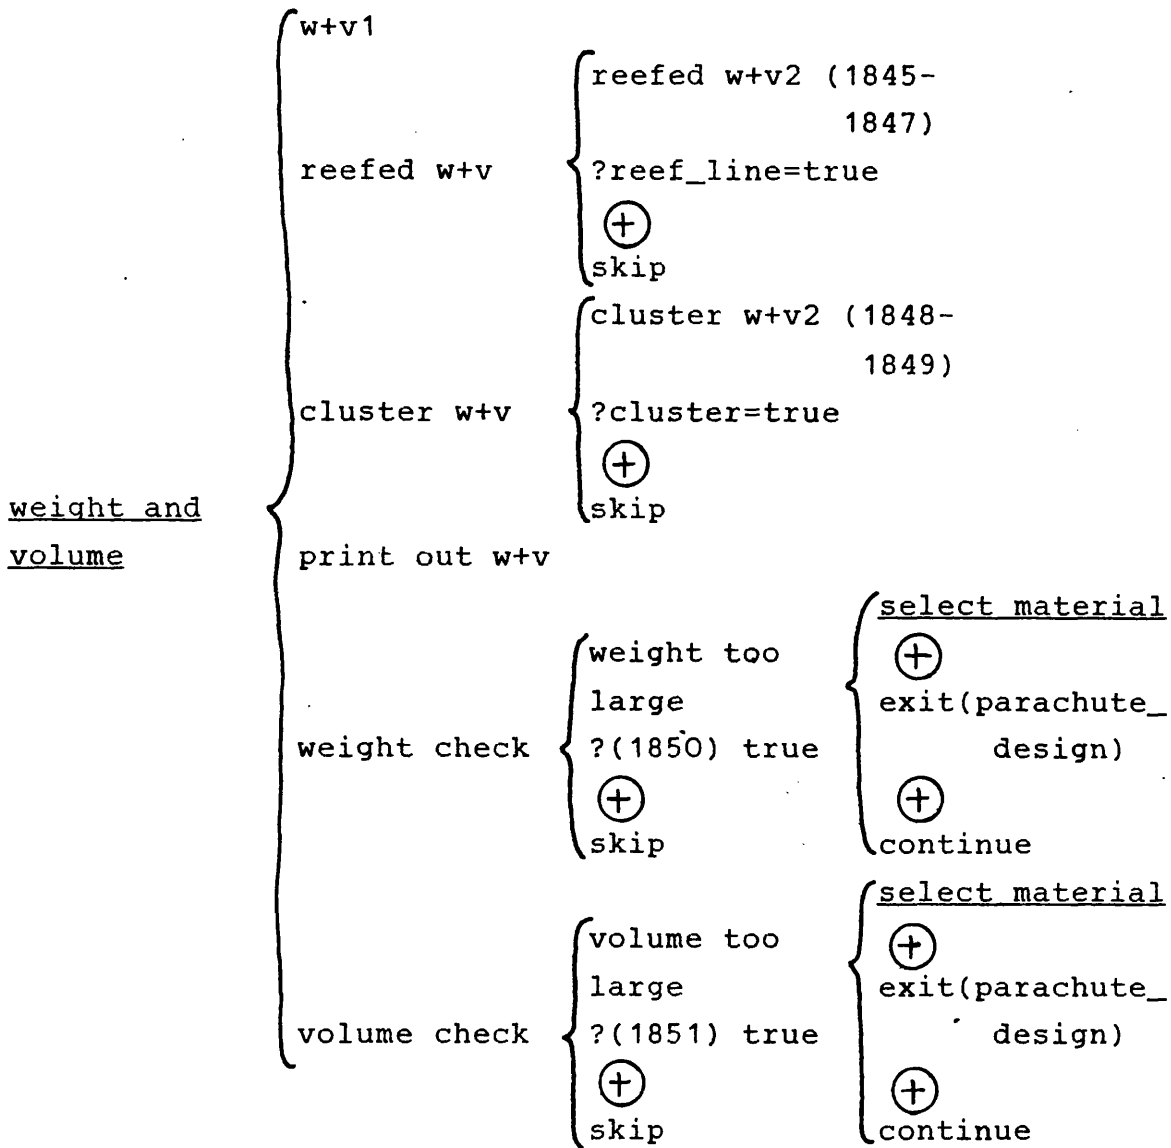 w+v1
reefed w+v2 (1845-
1847)
reefed w+v
?reef_line=true
+
skip
cluster w+v2 (1848-
1849)
cluster w+v
?cluster=true
+
skip
weight and
volume
print out w+v
weight check
weight too
large
?(1850) true
+
skip
select material
+
exit(parachute_
design)
+
continue
volume check
volume too
large
?(1851) true
+
skip
select material
+
exit(parachute_
design)
+
continue